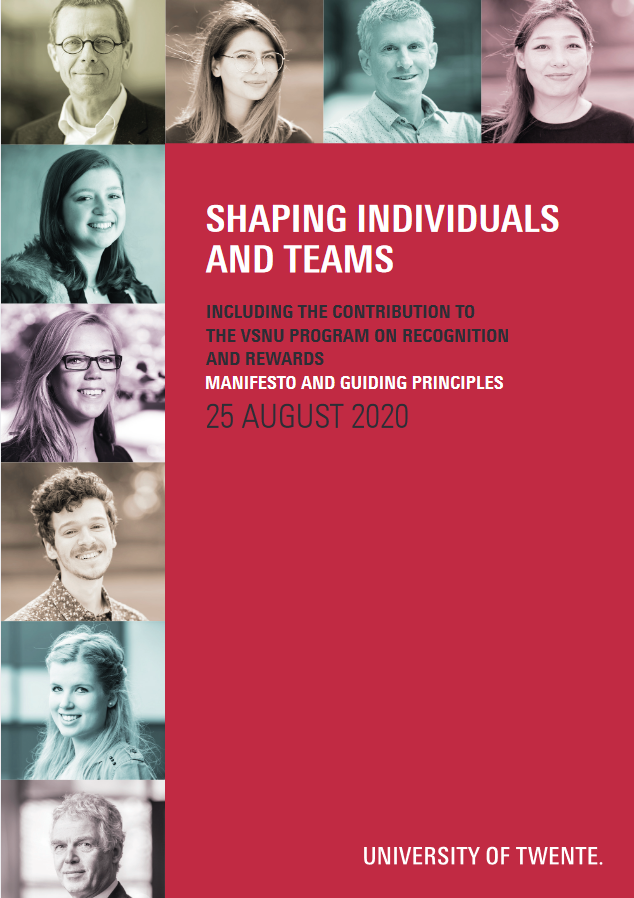 SHAPING INDIVIDUALS
AND TEAMS
INCLUDING THE CONTRIBUTION TO
THE VSNU PROGRAM ON RECOGNITION
AND REWARDS
MANIFESTO AND GUIDING PRINCIPLES
25 AUGUST 2020
UNIVERSITY OF TWENTE.